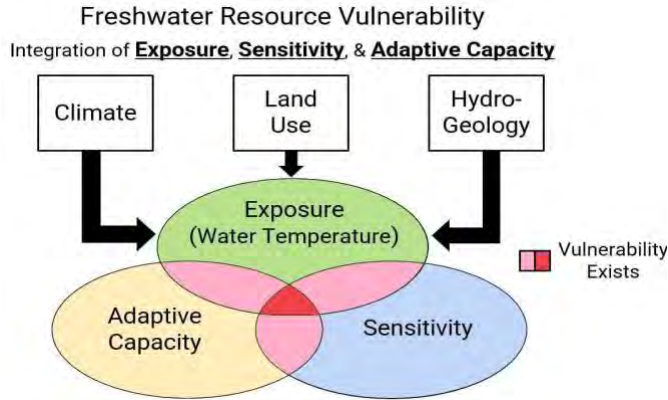 Freshwater Resource Vulnerability
Integration of Exposure, Sensitivity, & Adaptive Capacity
Climate
Land
Use
Hydro-
Geology
Exposure
(Water Temperature)
Vulnerability
Exists
Adaptive
Capacity
Sensitivity